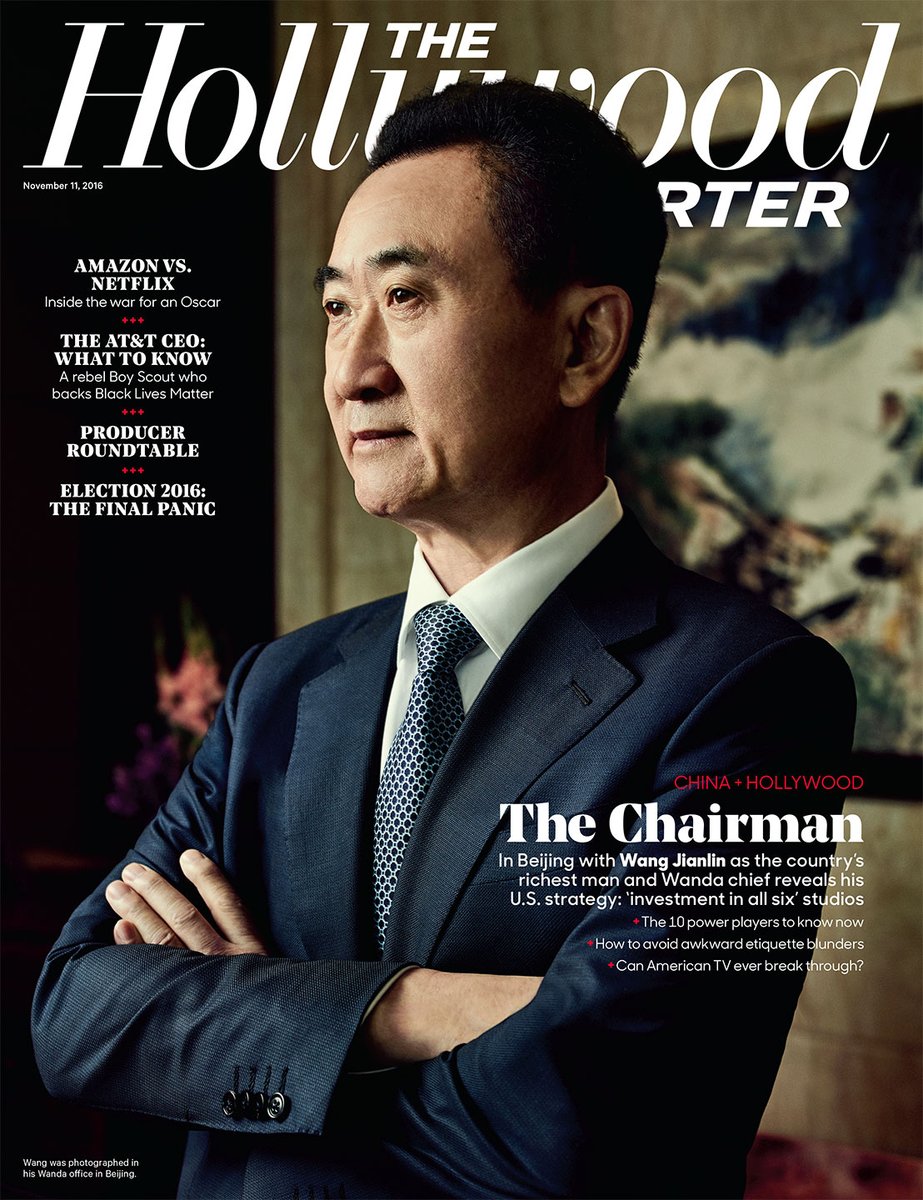 THE
Hollywood
RTER
November 11, 2016
AMAZON VS.
NETFLIX
Inside the war for an Oscar
+++
THE AT&T CEO:
WHAT TO KNOW
A rebel Boy Scout who
backs Black Lives Matter
+++
PRODUCER
ROUNDTABLE
+++
ELECTION 2016:
THE FINAL PANIC
CHINA + HOLLYWOOD
The Chairman
In Beijing with Wang Jianlin as the country's
richest man and Wanda chief reveals his
U.S. strategy: 'investment in all six' studios
+The 10 power players to know now
+How to avoid awkward etiquette blunders
+Can American TV ever break through?
Wang was photographed in
his Wanda office in Beijing.